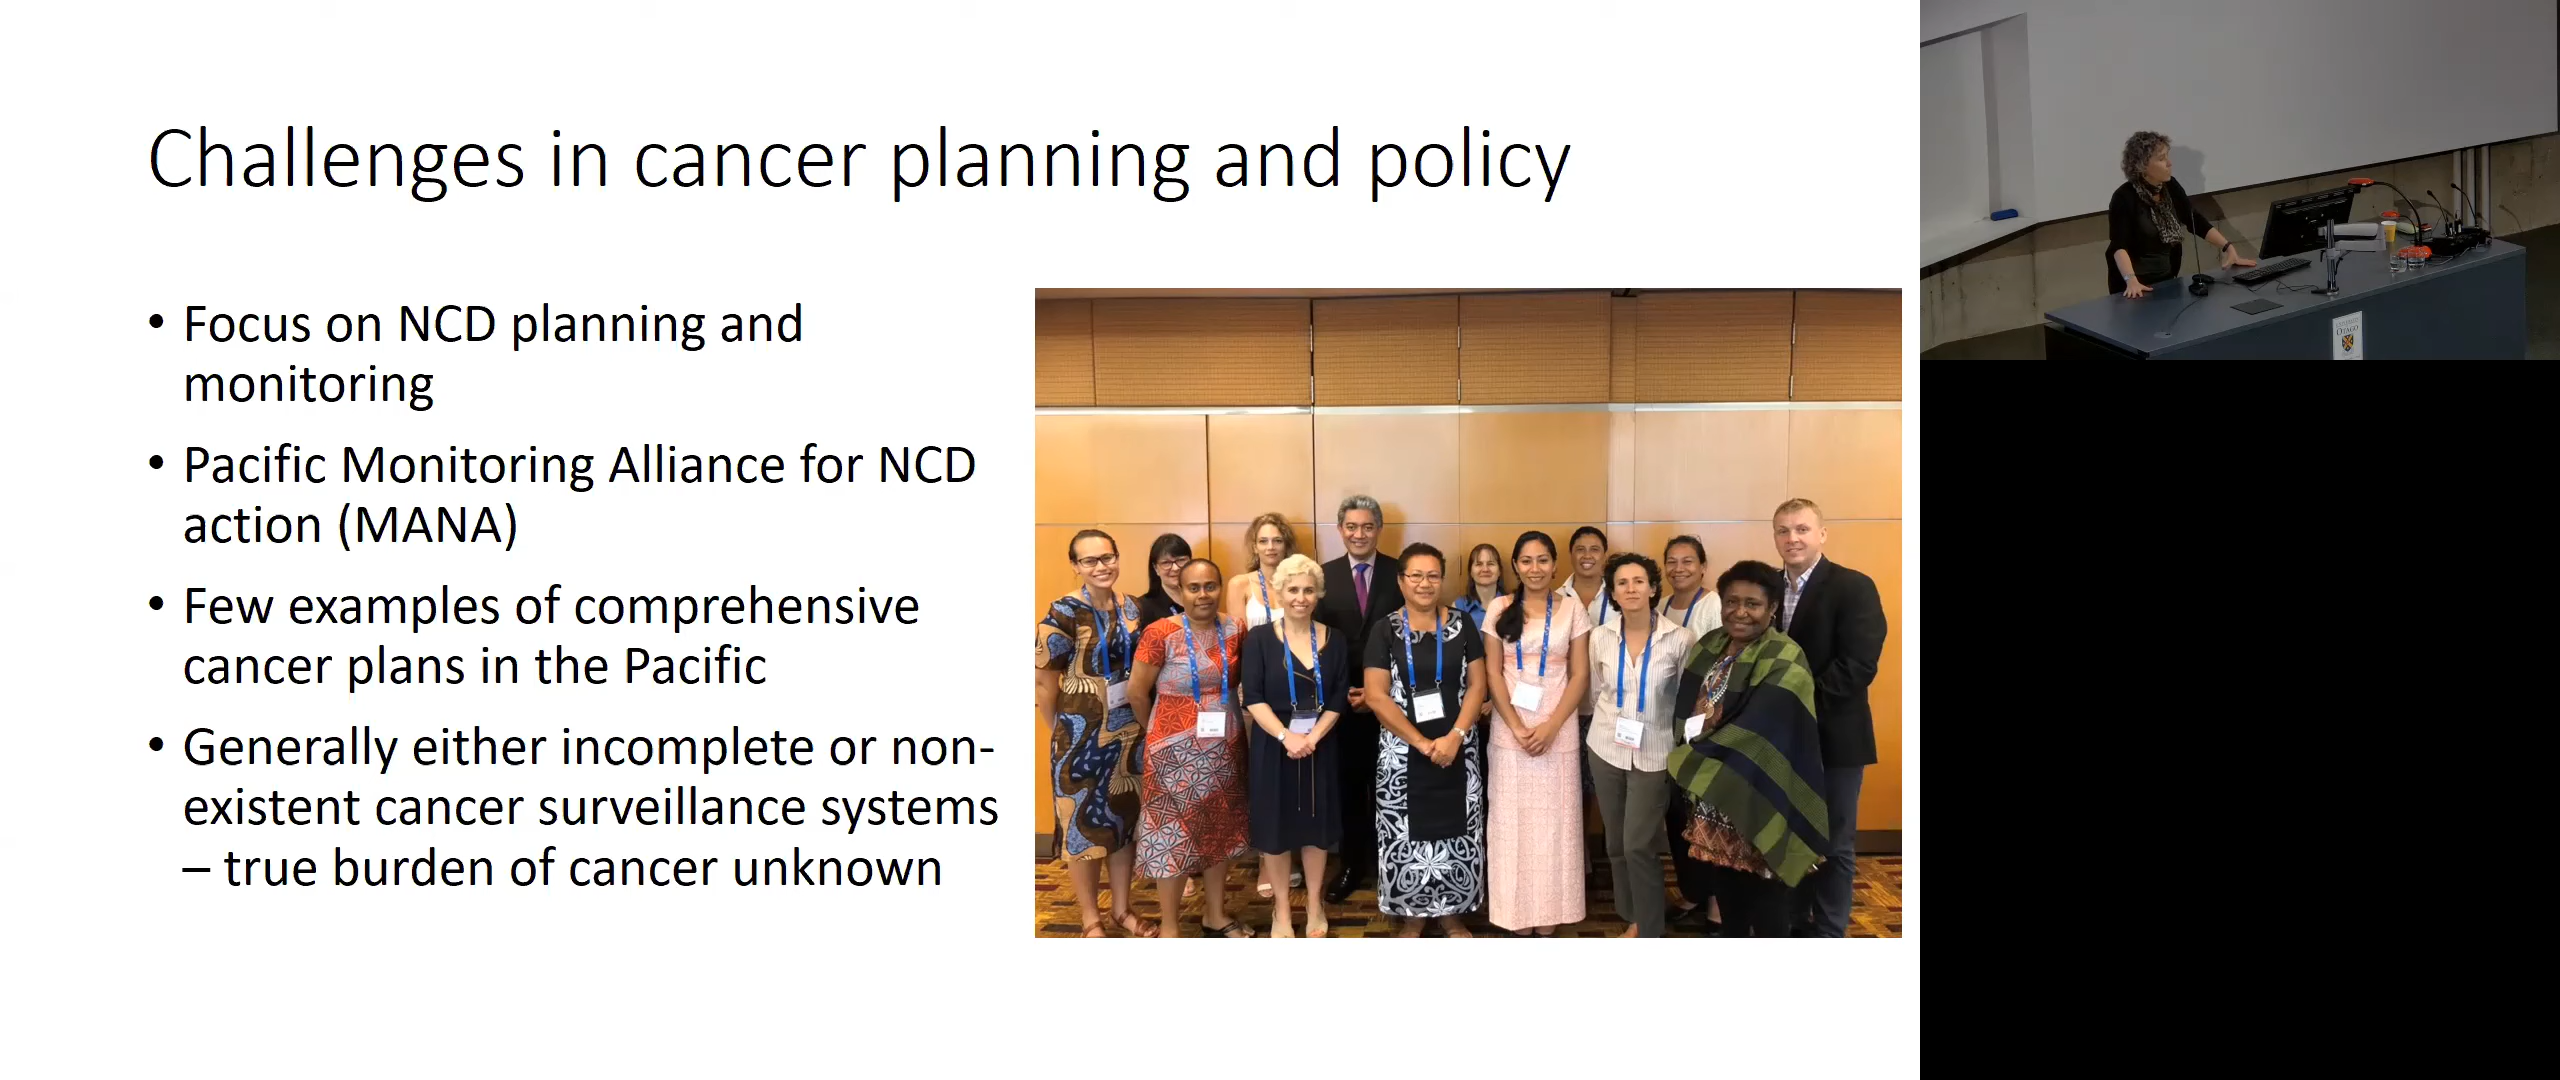 Challenges in cancer planning and policy
• Focus on NCD planning and
monitoring
• Pacific Monitoring Alliance for NCD
action (MANA)
• Few examples of comprehensive
cancer plans in the Pacific
• Generally either incomplete or non-
existent cancer surveillance systems
– true burden of cancer unknown
OTAGO